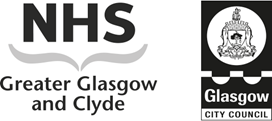 NHS
Greater Glasgow
and Clyde
Glasgow
CITY COUNCIL